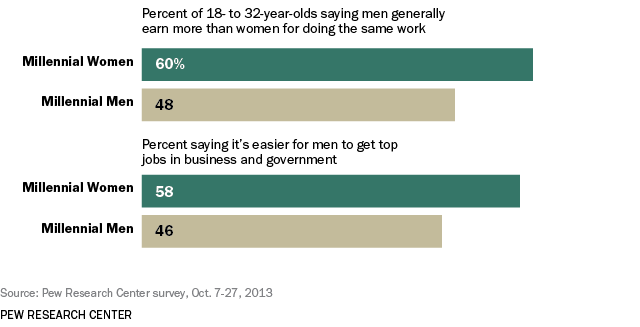 Percent of 18- to 32-year-olds saying men generally
earn more than women for doing the same work
Millennial Women 60%
Millennial Men 48
Percent saying it's easier for men to get top
jobs in business and government
Millennial Women 58
Millennial Men 46
Source: Pew Research Center survey, Oct. 7-27, 2013
PEW RESEARCH CENTER